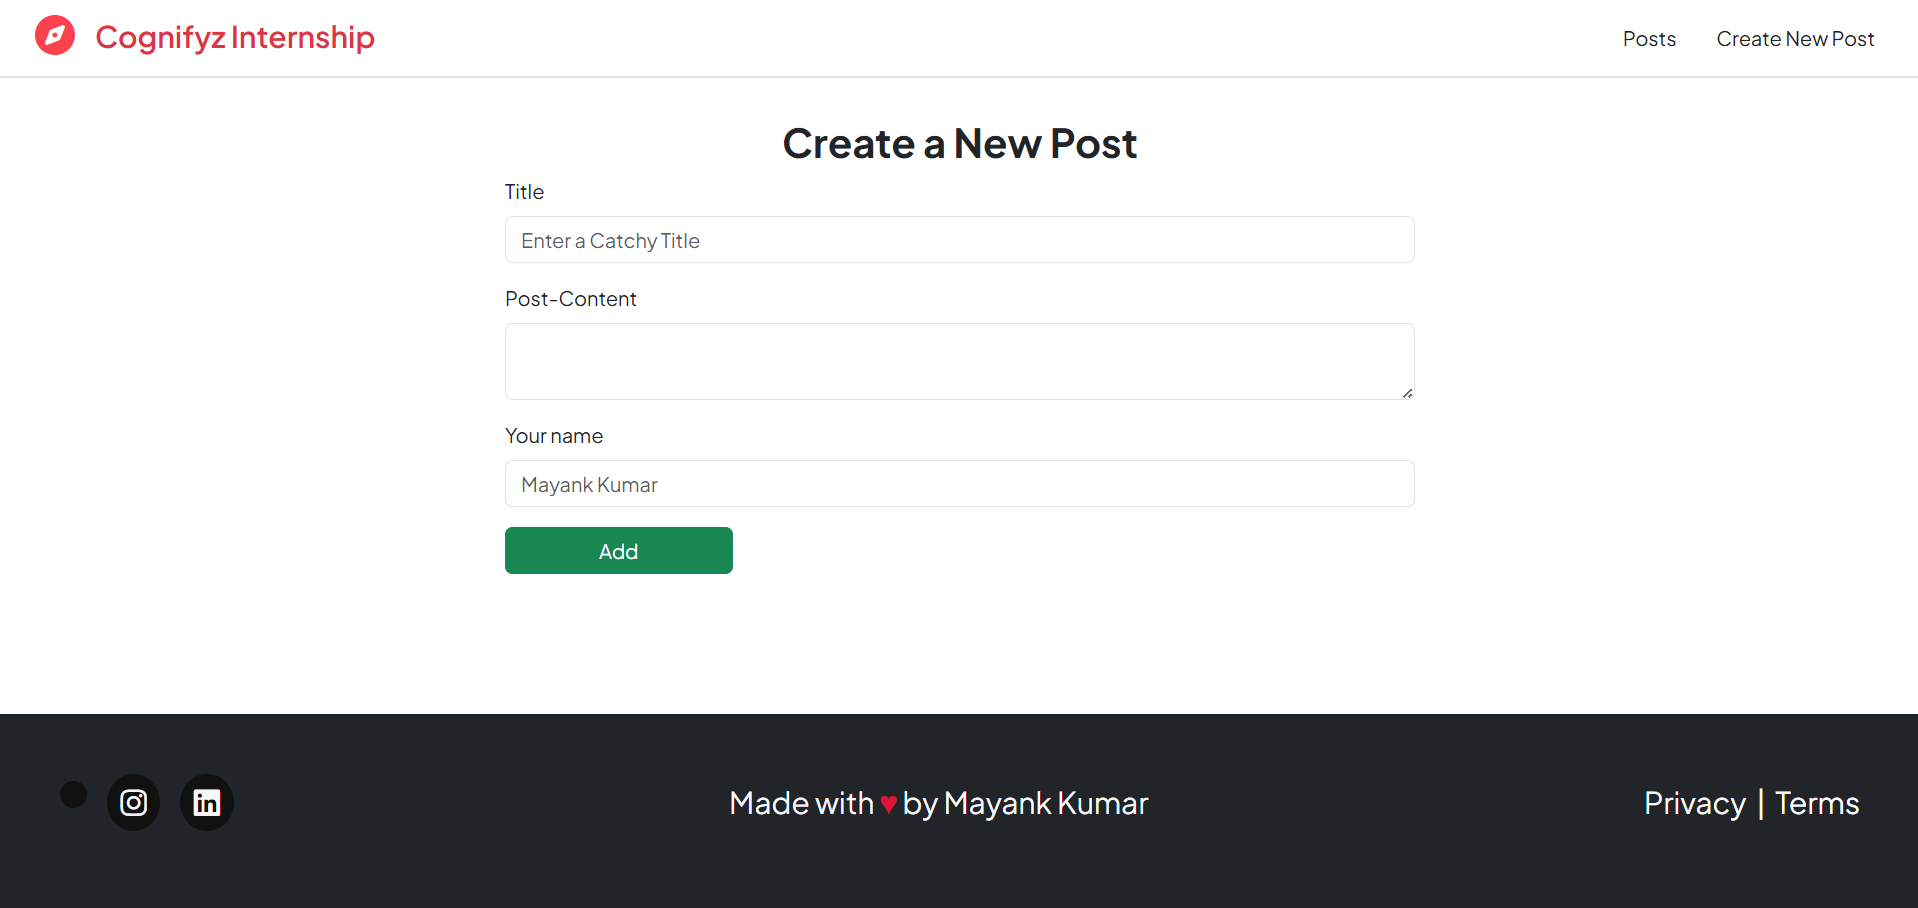 Cognifyz Internship
Posts
Create New Post
Create a New Post
Title
Enter a Catchy Title
Post-Content
Your name
Mayank Kumar
Add
in
Made with ♥ by Mayank Kumar
Privacy | Terms